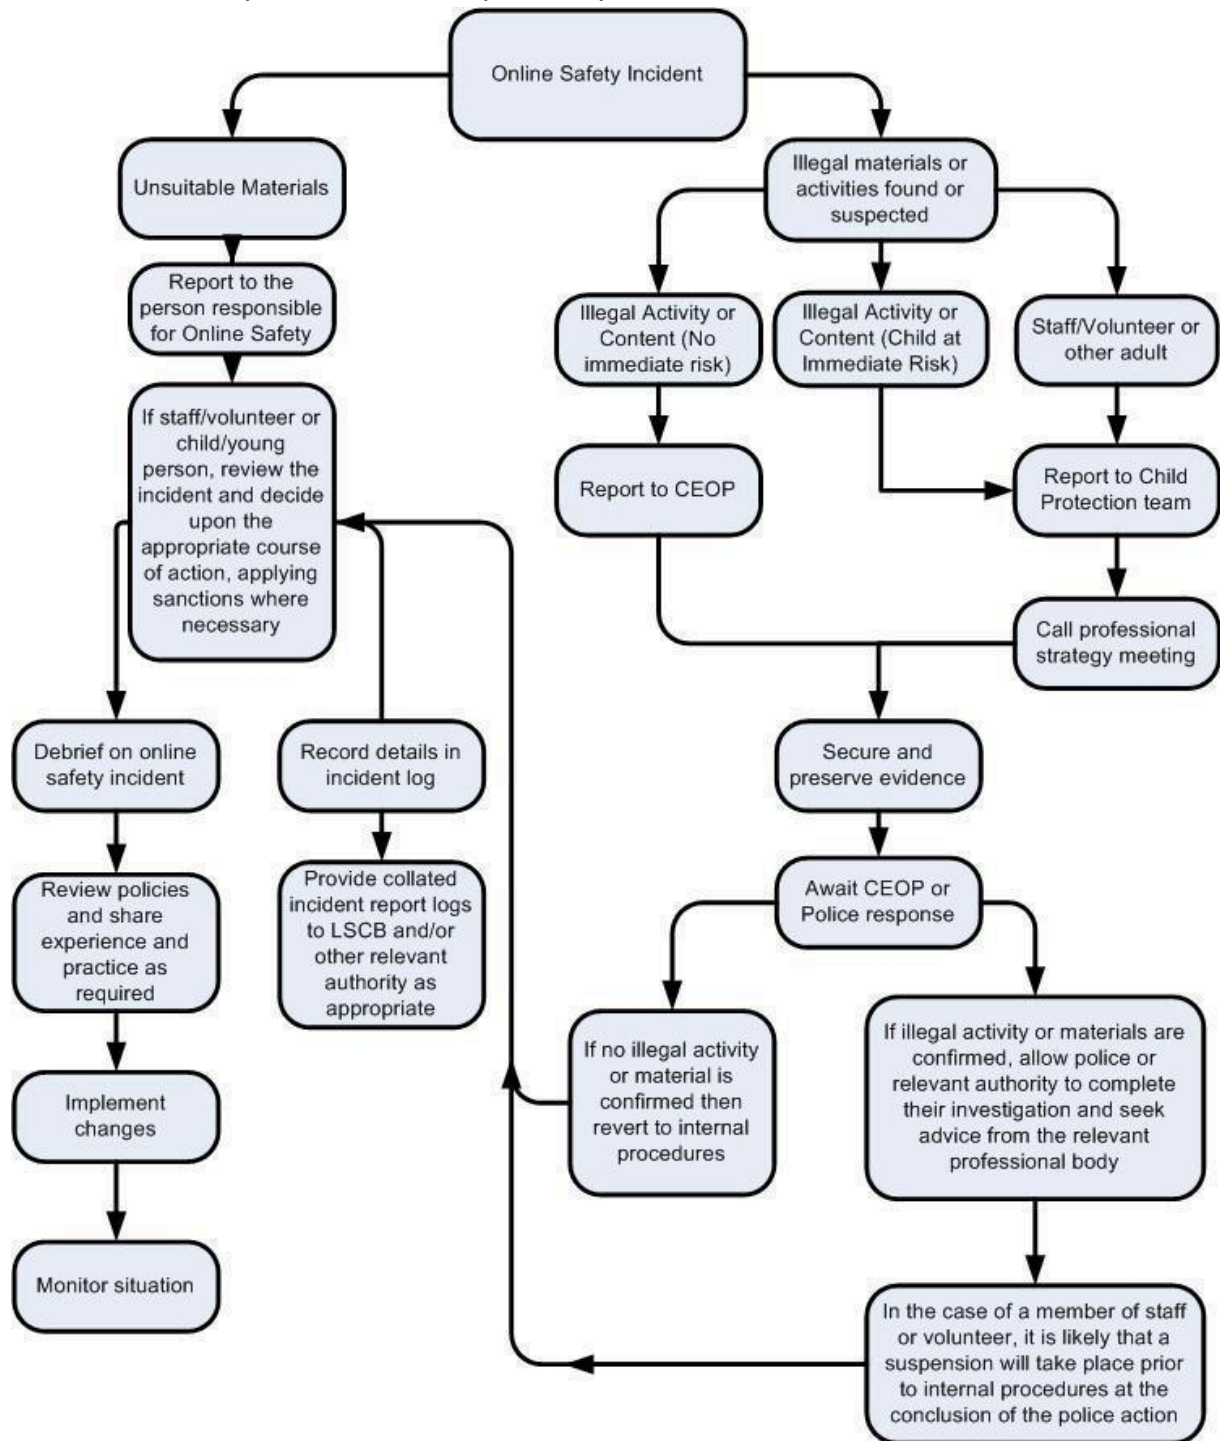 Online Safety Incident
Unsuitable Materials
Report to the
person responsible
for Online Safety
If staff/volunteer or
child/young
person, review the
incident and decide
upon the
appropriate course
of action, applying
sanctions where
necessary
Debrief on online
safety incident
Review policies
and share
experience and
practice as
required
Implement
changes
Monitor situation
Record details in
incident log
Provide collated
incident report logs
to LSCB and/or
other relevant
authority as
appropriate
Illegal materials or
activities found or
suspected
Illegal Activity or
Content (No
immediate risk)
Illegal Activity or
Content (Child at
Immediate Risk)
Staff/Volunteer or
other adult
Report to CEOP
Report to Child
Protection team
Call professional
strategy meeting
Secure and
preserve evidence
Await CEOP or
Police response
If no illegal activity
or material is
confirmed then
revert to internal
procedures
If illegal activity or materials are
confirmed, allow police or
relevant authority to complete
their investigation and seek
advice from the relevant
professional body
In the case of a member of staff
or volunteer, it is likely that a
suspension will take place prior
to internal procedures at the
conclusion of the police action